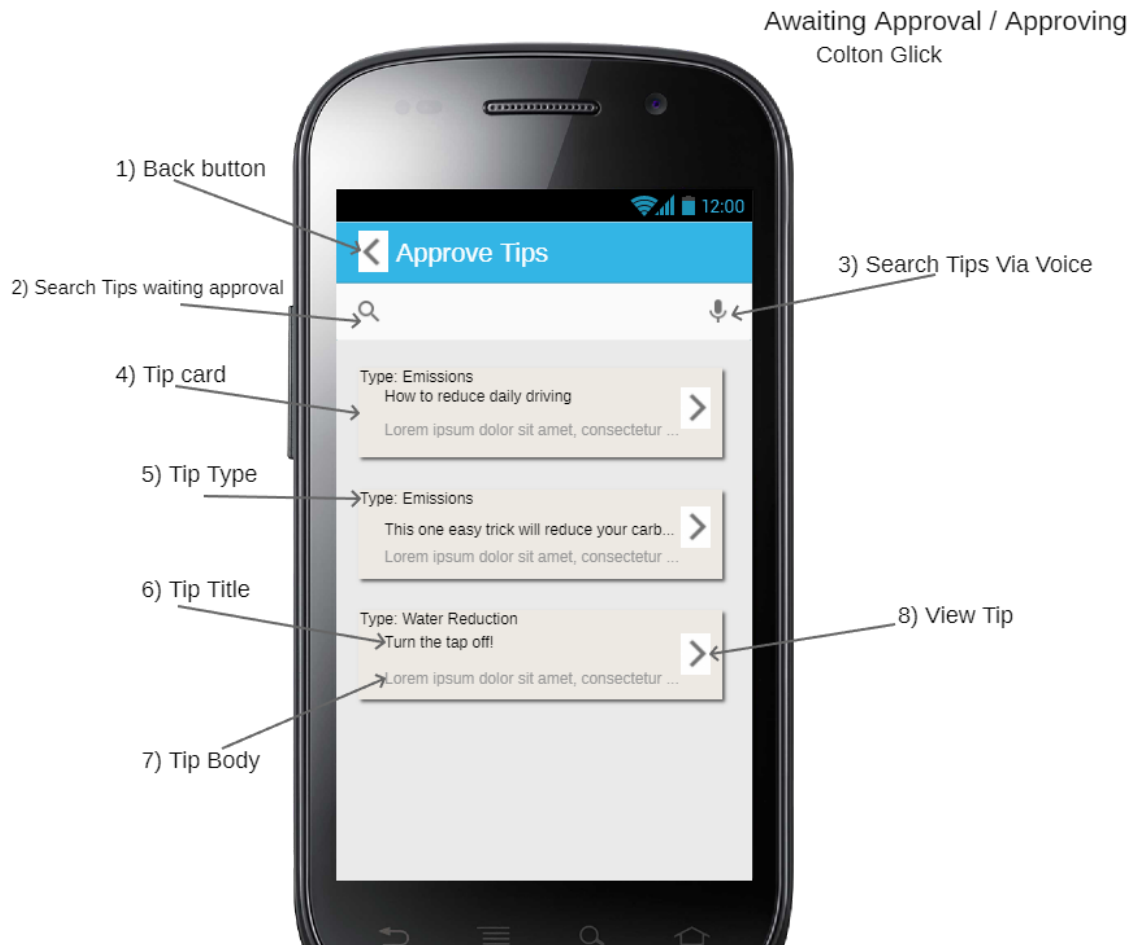 Awaiting Approval / Approving
Colton Glick
1) Back button
12:00
Approve Tips
3) Search Tips Via Voice
2) Search Tips waiting approval
4) Tip card
Type: Emissions
How to reduce daily driving
Lorem ipsum dolor sit amet, consectetur ...
5) Tip Type
Type: Emissions
This one easy trick will reduce your carb...
Lorem ipsum dolor sit amet, consectetur ...
6) Tip Title
Type: Water Reduction
Turn the tap off!
8) View Tip
Lorem ipsum dolor sit amet, consectetur ...
7) Tip Body